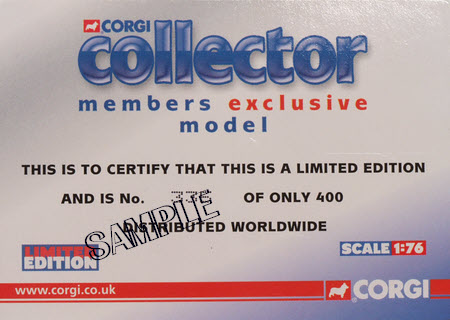 CORGI
collector
members exclusive
model
THIS IS TO CERTIFY THAT THIS IS A LIMITED EDITION
AND IS No. OF ONLY 400
DISTRIBUTED WORLDWIDE
SAMPLE
LIMITED
EDITION
SCALE 1:76
www.corgi.co.uk
CORGI